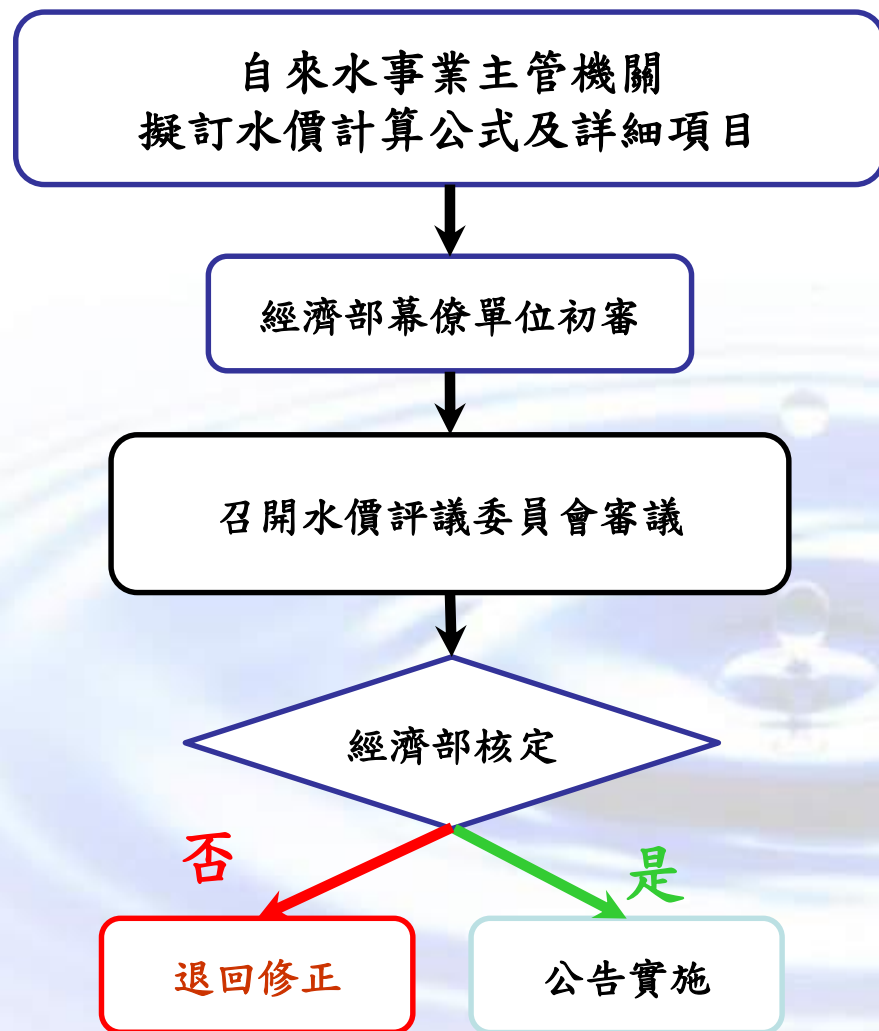 自來水事業主管機關
擬訂水價計算公式及詳細項目
經濟部幕僚單位初審
召開水價評議委員會審議
經濟部核定
否
是
退回修正
公告實施